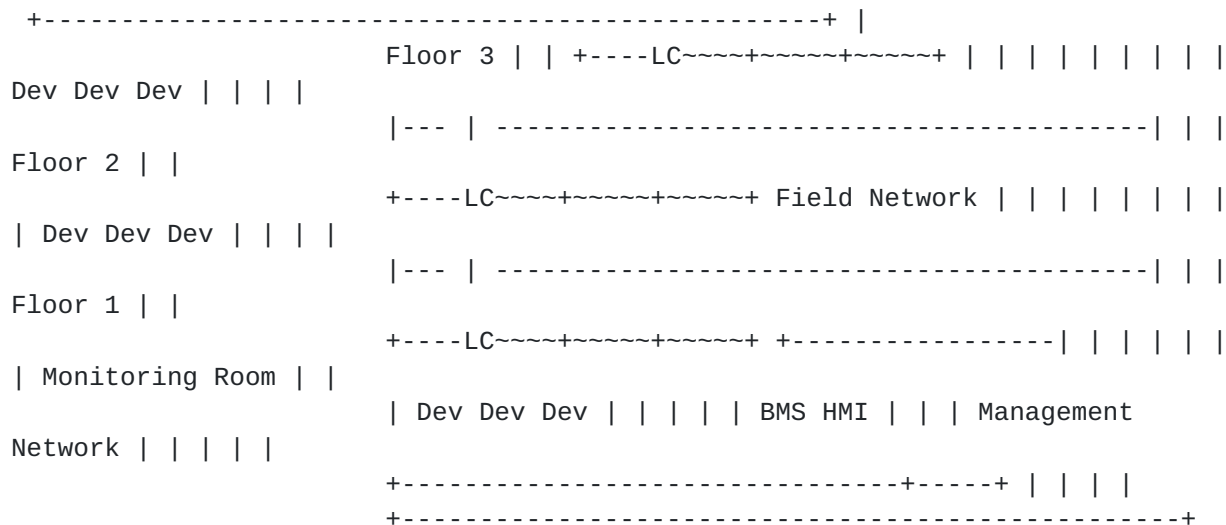 +--------------------------------------------------+ |
Floor 3 | | +----LC~~~~+~~~~~+~~~~~+ | | | | | | | | |
Dev Dev Dev | | | |
|--- | ------------------------------------------| | |
Floor 2 | |
+----LC~~~~+~~~~~+~~~~~+ Field Network | | | | | | | |
| Dev Dev Dev | | | |
|--- | ------------------------------------------| | |
Floor 1 | |
+----LC~~~~+~~~~~+~~~~~+ +-----------------| | | | | |
| Monitoring Room | |
| Dev Dev Dev | | | | | BMS HMI | | | Management
Network | | | | |
+--------------------------------+-----+ | | | |
+--------------------------------------------------+